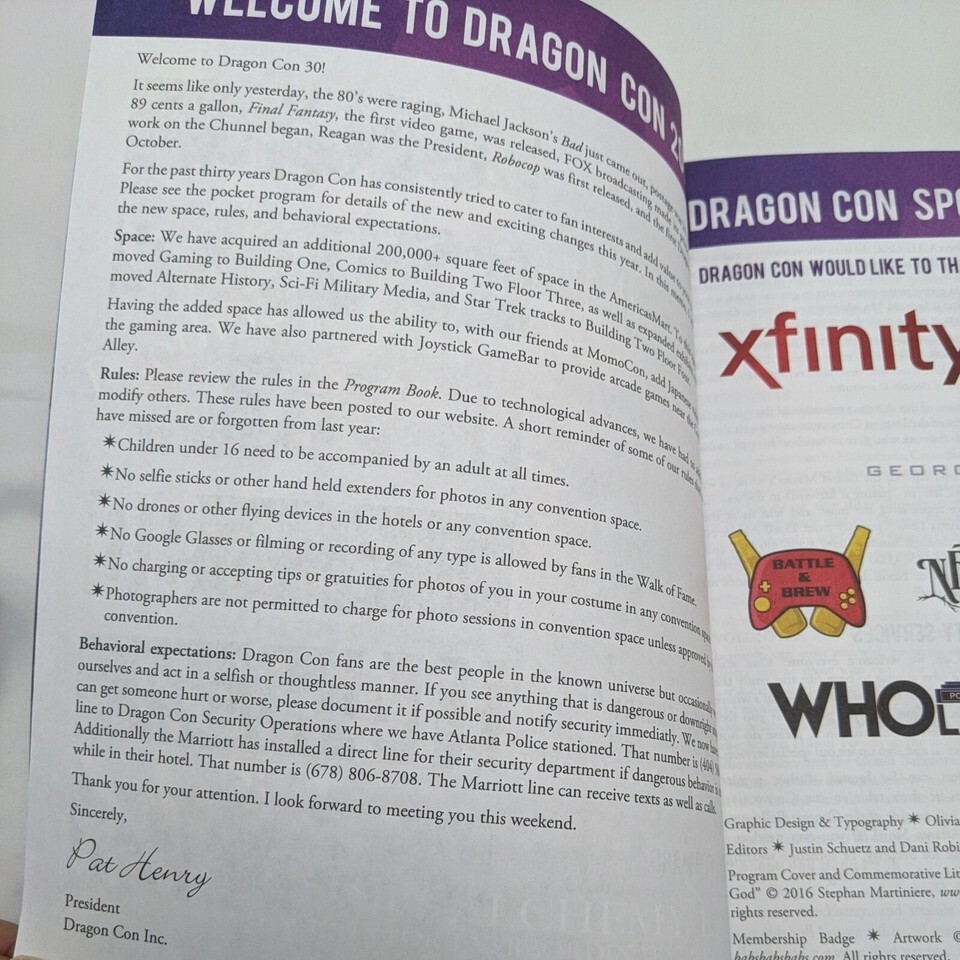 WELCOME TO DRAGON CON 2
Welcome to Dragon Con 30!
It seems like only yesterday, the 80's were raging, Michael Jackson's Bad just came out,
89 cents a gallon, Final Fantasy, the first video game, was released, FOX broadcasting made
work on the Chunnel began, Reagan was the President, Robocop was first released, and the first
October.
For the past thirty years Dragon Con has consistently tried to cater to fan interests and add value
Please see the pocket program for details of the new and exciting changes this year. In this
the new space, rules, and behavioral expectations.
Space: We have acquired an additional 200,000+ square feet of space in the AmericasMart. To
moved Gaming to Building One, Comics to Building Two Floor Three, as well as expanded
moved Alternate History, Sci-Fi Military Media, and Star Trek tracks to Building Two Floor
Having the added space has allowed us the ability to, with our friends at MomoCon, add Japanese
the gaming area. We have also partnered with Joystick GameBar to provide arcade games near the
Alley.
Rules: Please review the rules in the Program Book. Due to technological advances, we have had to
modify others. These rules have been posted to our website. A short reminder of some of our rules
have missed are or forgotten from last year:
✷Children under 16 need to be accompanied by an adult at all times.
✷No selfie sticks or other hand held extenders for photos in any convention space.
✷No drones or other flying devices in the hotels or any convention space.
✷No Google Glasses or filming or recording of any type is allowed by fans in the Walk of Fame.
✷No charging or accepting tips or gratuities for photos of you in your costume in any convention
✷Photographers are not permitted to charge for photo sessions in convention space unless approved
convention.
Behavioral expectations: Dragon Con fans are the best people in the known universe but occasionally
ourselves and act in a selfish or thoughtless manner. If you see anything that is dangerous or downright
can get someone hurt or worse, please document it if possible and notify security immediatly. We now have
line to Dragon Con Security Operations where we have Atlanta Police stationed. That number is (404)
Additionally the Marriott has installed a direct line for their security department if dangerous behavior is
while in their hotel. That number is (678) 806-8708. The Marriott line can receive texts as well as calls.
Thank you for your attention. I look forward to meeting you this weekend.
Sincerely,
Pat Henry
President
Dragon Con Inc.
DRAGON CON SPO
DRAGON CON WOULD LIKE TO TH
xfinity
GEORG
BATTLE
&
BREW
WHOL
Graphic Design & Typography ✷ Olivia
Editors ✷ Justin Schuetz and Dani Robi
Program Cover and Commemorative Lit
God" © 2016 Stephan Martiniere, ww
rights reserved.
Membership Badge ✷ Artwork ©
babsbabsbabs.com. All rights reserved.